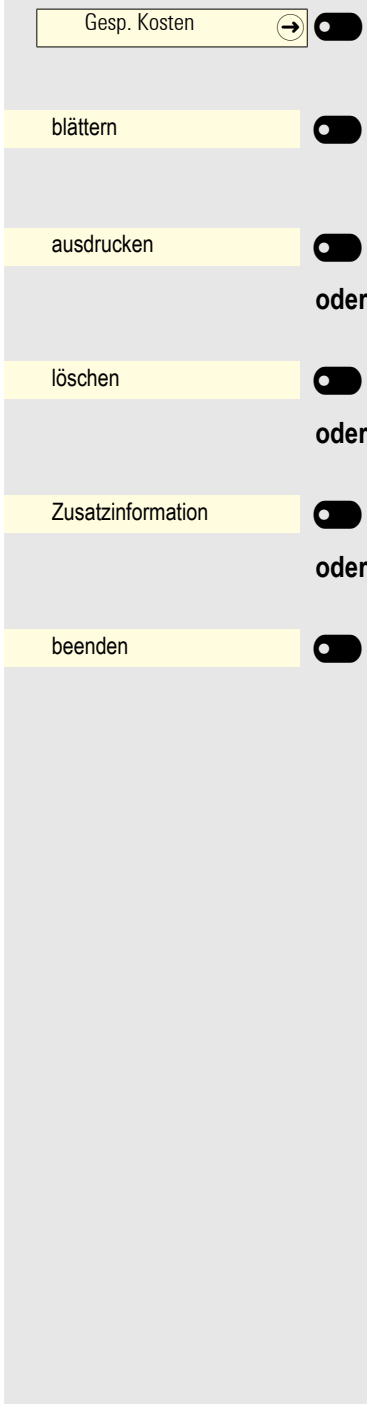 Gesp. Kosten
blättern
ausdrucken
oder
löschen
oder
Zusatzinformation
oder
beenden